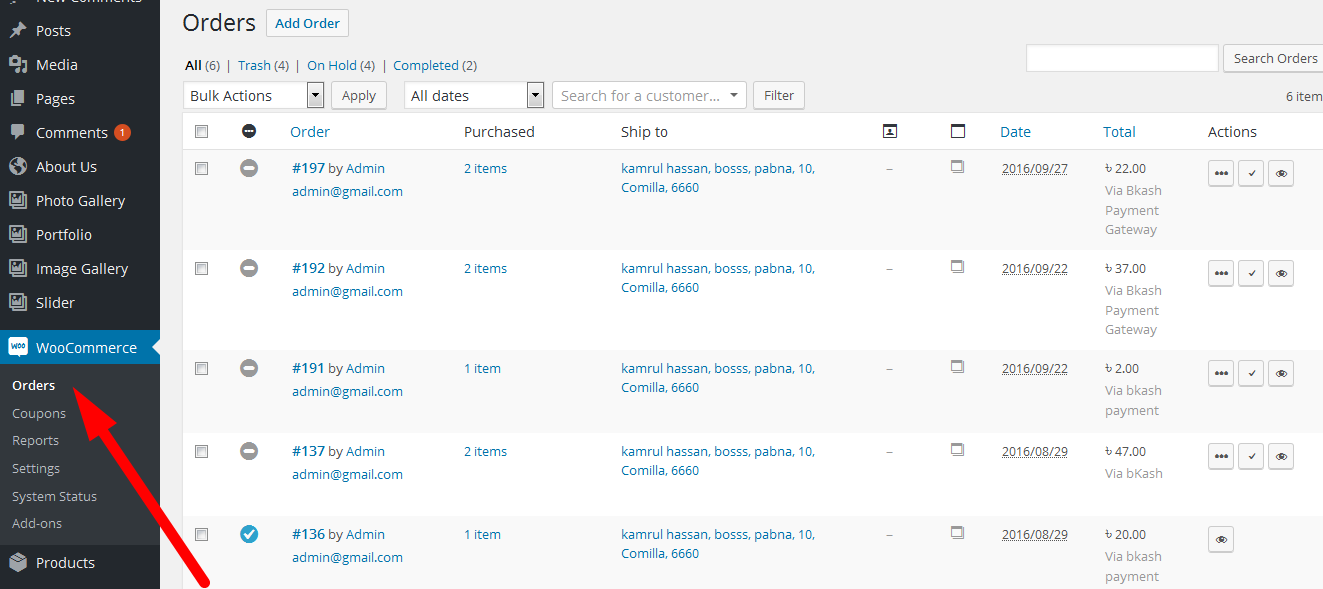 New Comments
Posts
Media
Pages
Comments 1
About Us
Photo Gallery
Portfolio
Image Gallery
Slider
WOO WooCommerce
Orders
Coupons
Reports
Settings
System Status
Add-ons
Products
Orders Add Order
All (6) | Trash (4) | On Hold (4) | Completed (2)
Search Orders
Bulk Actions Apply All dates Search for a customer... Filter
6 item
Order Purchased Ship to Date Total Actions
#197 by Admin 2 items kamrul hassan, bosss, pabna, 10, – 2016/09/27 ৳ 22.00
admin@gmail.com Comilla, 6660 Via Bkash
Payment
Gateway
#192 by Admin 2 items kamrul hassan, bosss, pabna, 10, – 2016/09/22 ৳ 37.00
admin@gmail.com Comilla, 6660 Via Bkash
Payment
Gateway
#191 by Admin 1 item kamrul hassan, bosss, pabna, 10, – 2016/09/22 ৳ 2.00
admin@gmail.com Comilla, 6660 Via bkash
payment
#137 by Admin 2 items kamrul hassan, bosss, pabna, 10, – 2016/08/29 ৳ 47.00
admin@gmail.com Comilla, 6660 Via bKash
#136 by Admin 1 item kamrul hassan, bosss, pabna, 10, – 2016/08/29 ৳ 20.00
admin@gmail.com Comilla, 6660 Via bkash
payment